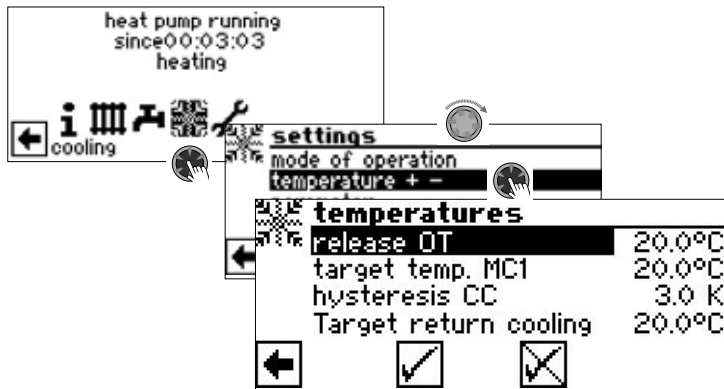 heat pump running
since00:03:03
heating
cooling
settings
mode of operation
temperature + -
temperatures
release OT 20.0°C
target temp. MC1 20.0°C
hysteresis CC 3.0 K
Target return cooling 20.0°C